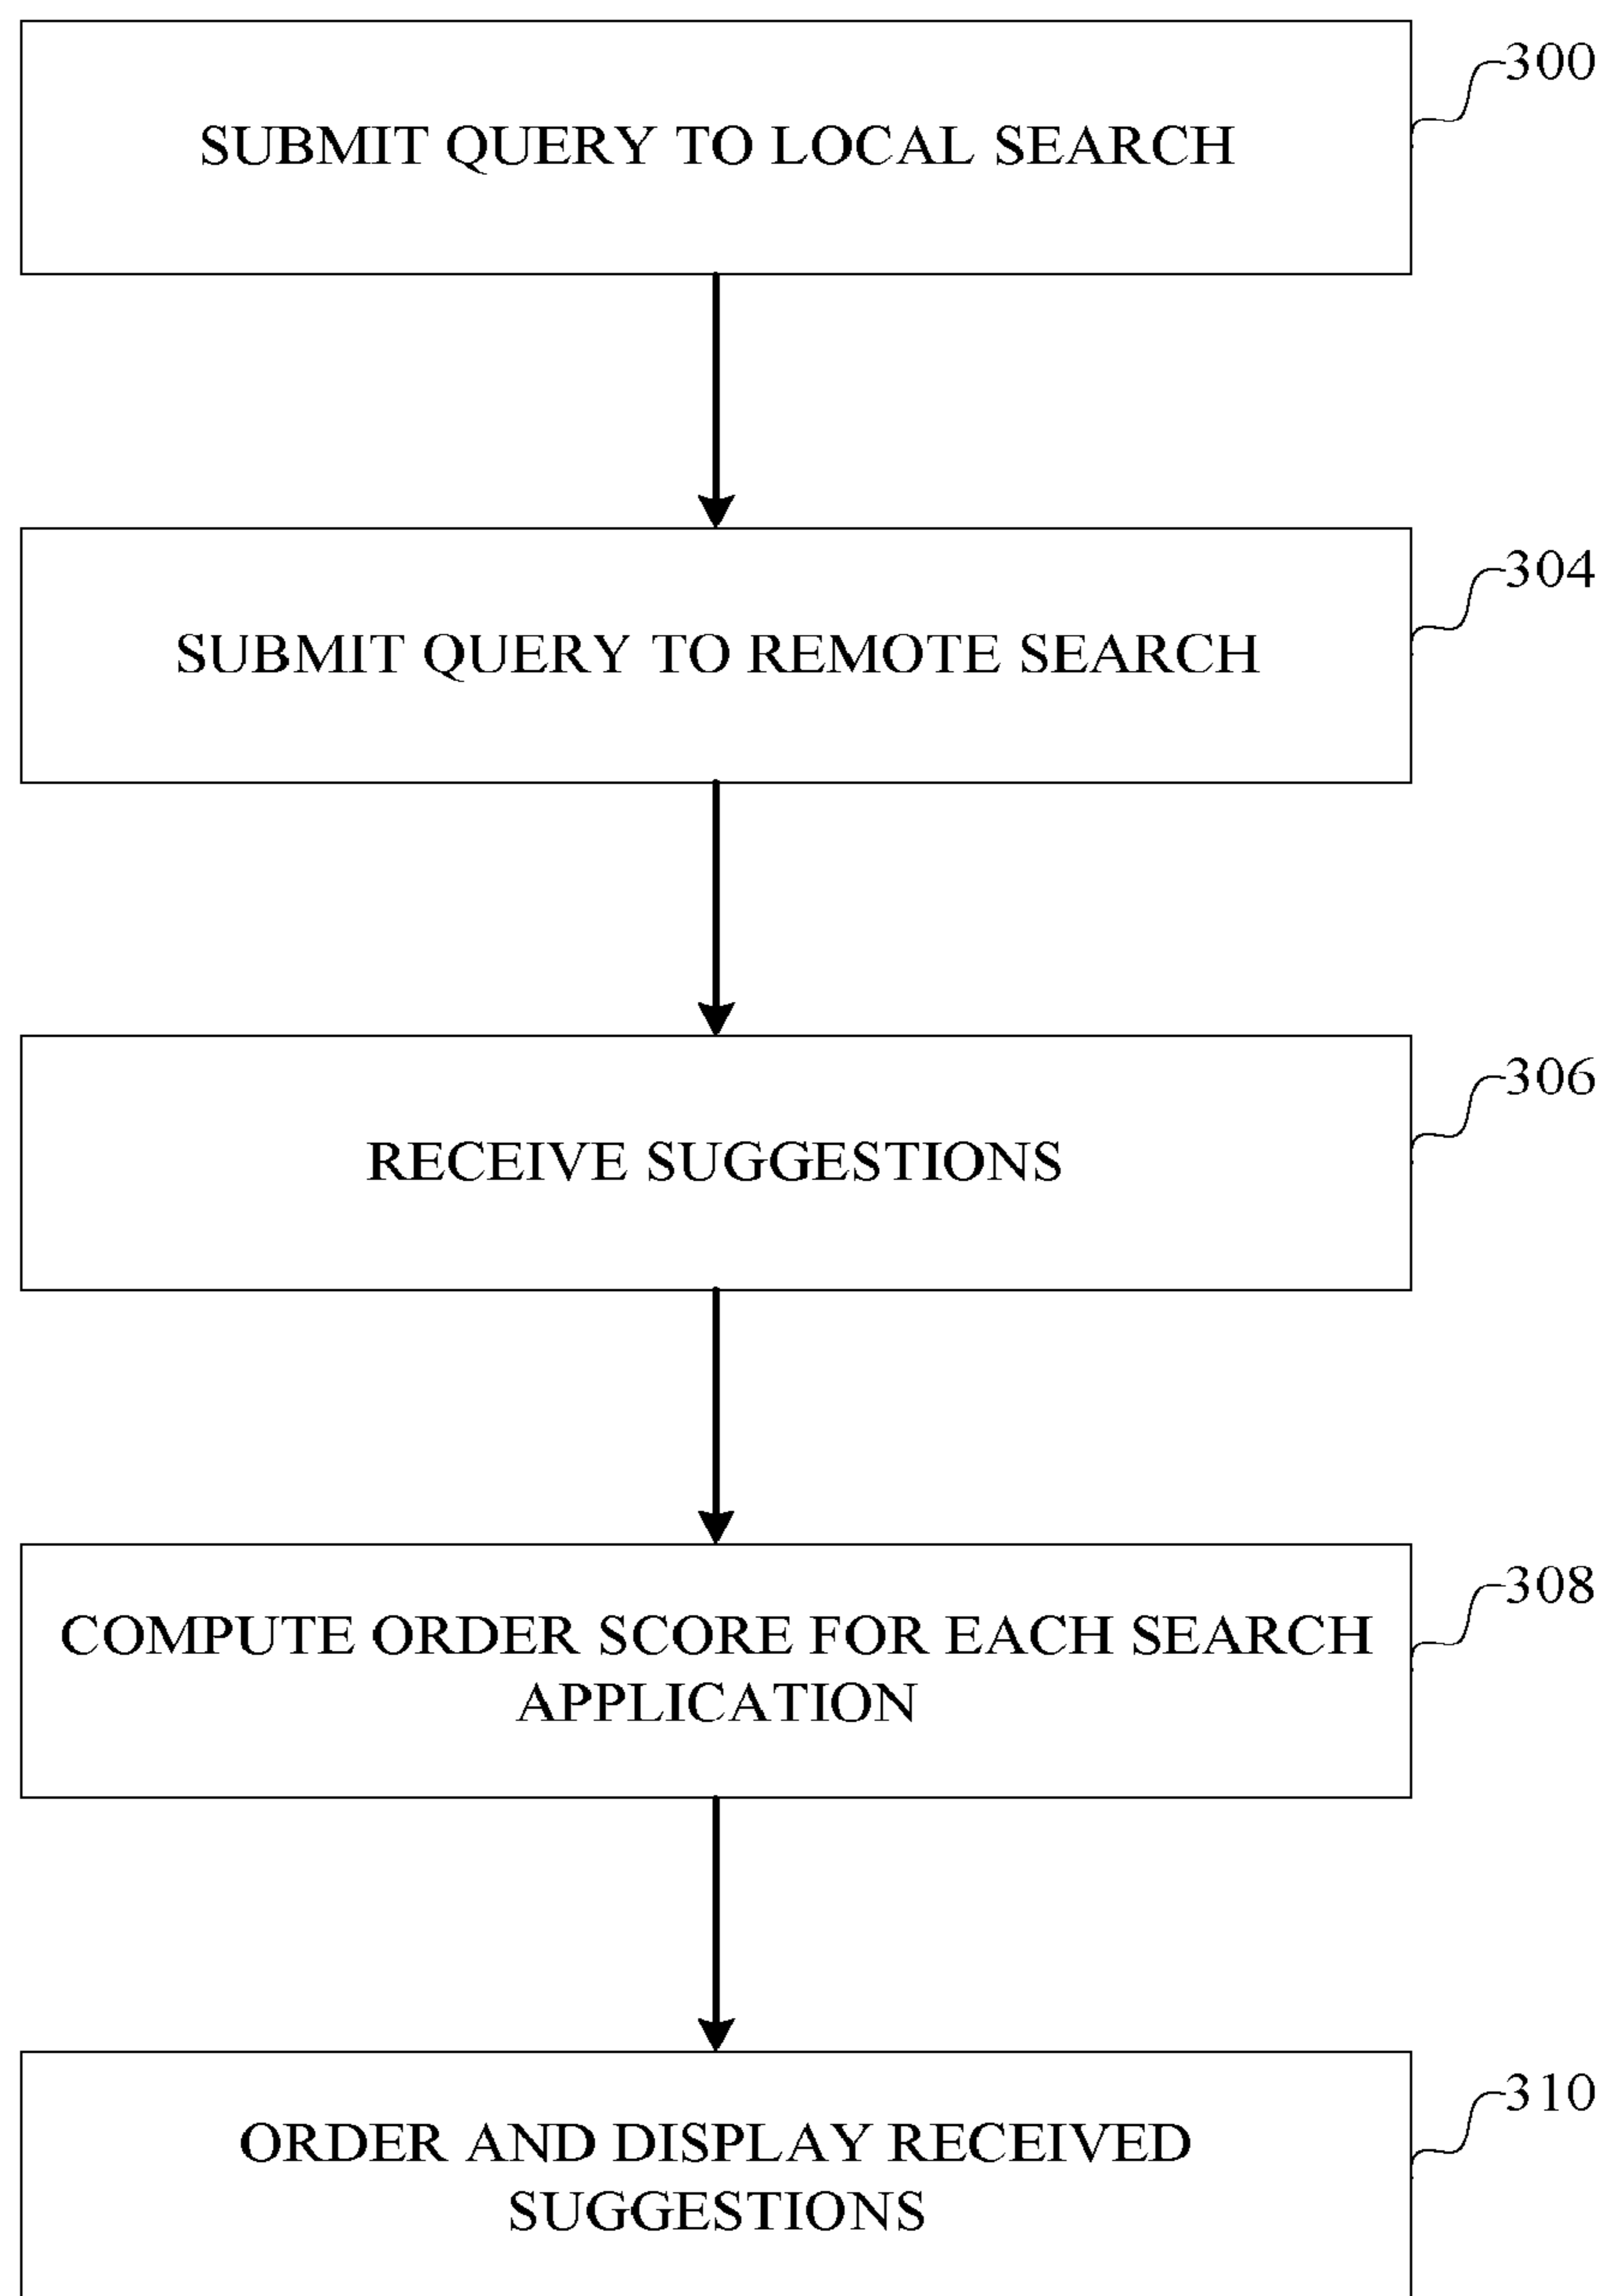 300
SUBMIT QUERY TO LOCAL SEARCH
304
SUBMIT QUERY TO REMOTE SEARCH
306
RECEIVE SUGGESTIONS
308
COMPUTE ORDER SCORE FOR EACH SEARCH
APPLICATION
310
ORDER AND DISPLAY RECEIVED
SUGGESTIONS